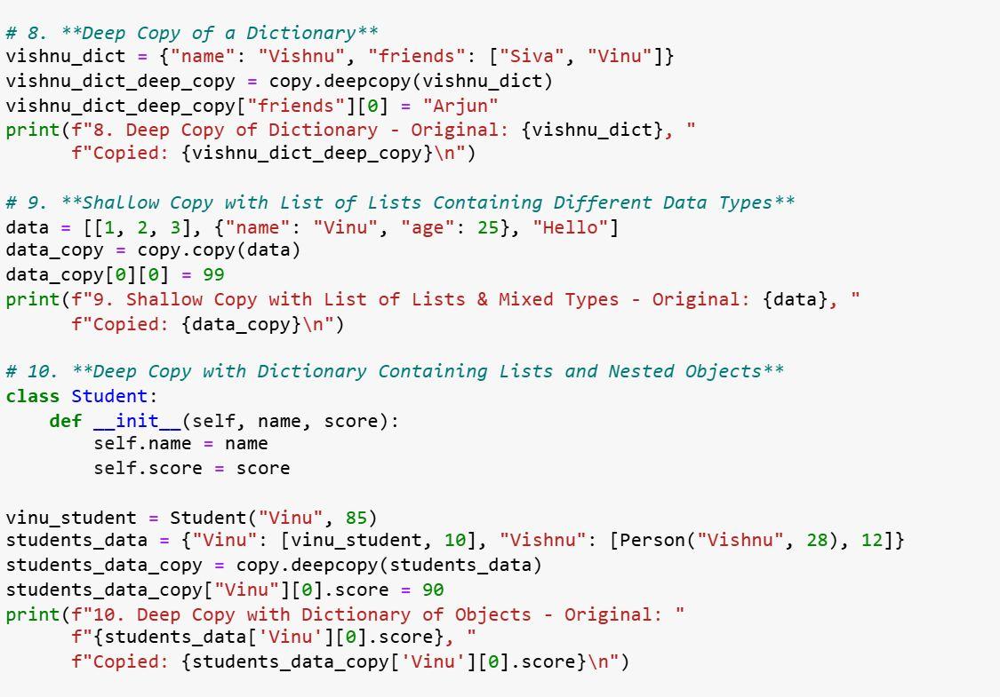 # 8. **Deep Copy of a Dictionary**
vishnu_dict = {"name": "Vishnu", "friends": ["Siva", "Vinu"]}
vishnu_dict_deep_copy = copy.deepcopy(vishnu_dict)
vishnu_dict_deep_copy["friends"][0] = "Arjun"
print(f"8. Deep Copy of Dictionary - Original: {vishnu_dict}, "
      f"Copied: {vishnu_dict_deep_copy}\n")

# 9. **Shallow Copy with List of Lists Containing Different Data Types**
data = [[1, 2, 3], {"name": "Vinu", "age": 25}, "Hello"]
data_copy = copy.copy(data)
data_copy[0][0] = 99
print(f"9. Shallow Copy with List of Lists & Mixed Types - Original: {data}, "
      f"Copied: {data_copy}\n")

# 10. **Deep Copy with Dictionary Containing Lists and Nested Objects**
class Student:
    def __init__(self, name, score):
        self.name = name
        self.score = score

vinu_student = Student("Vinu", 85)
students_data = {"Vinu": [vinu_student, 10], "Vishnu": [Person("Vishnu", 28), 12]}
students_data_copy = copy.deepcopy(students_data)
students_data_copy["Vinu"][0].score = 90
print(f"10. Deep Copy with Dictionary of Objects - Original: "
      f"{students_data['Vinu'][0].score}, "
      f"Copied: {students_data_copy['Vinu'][0].score}\n")